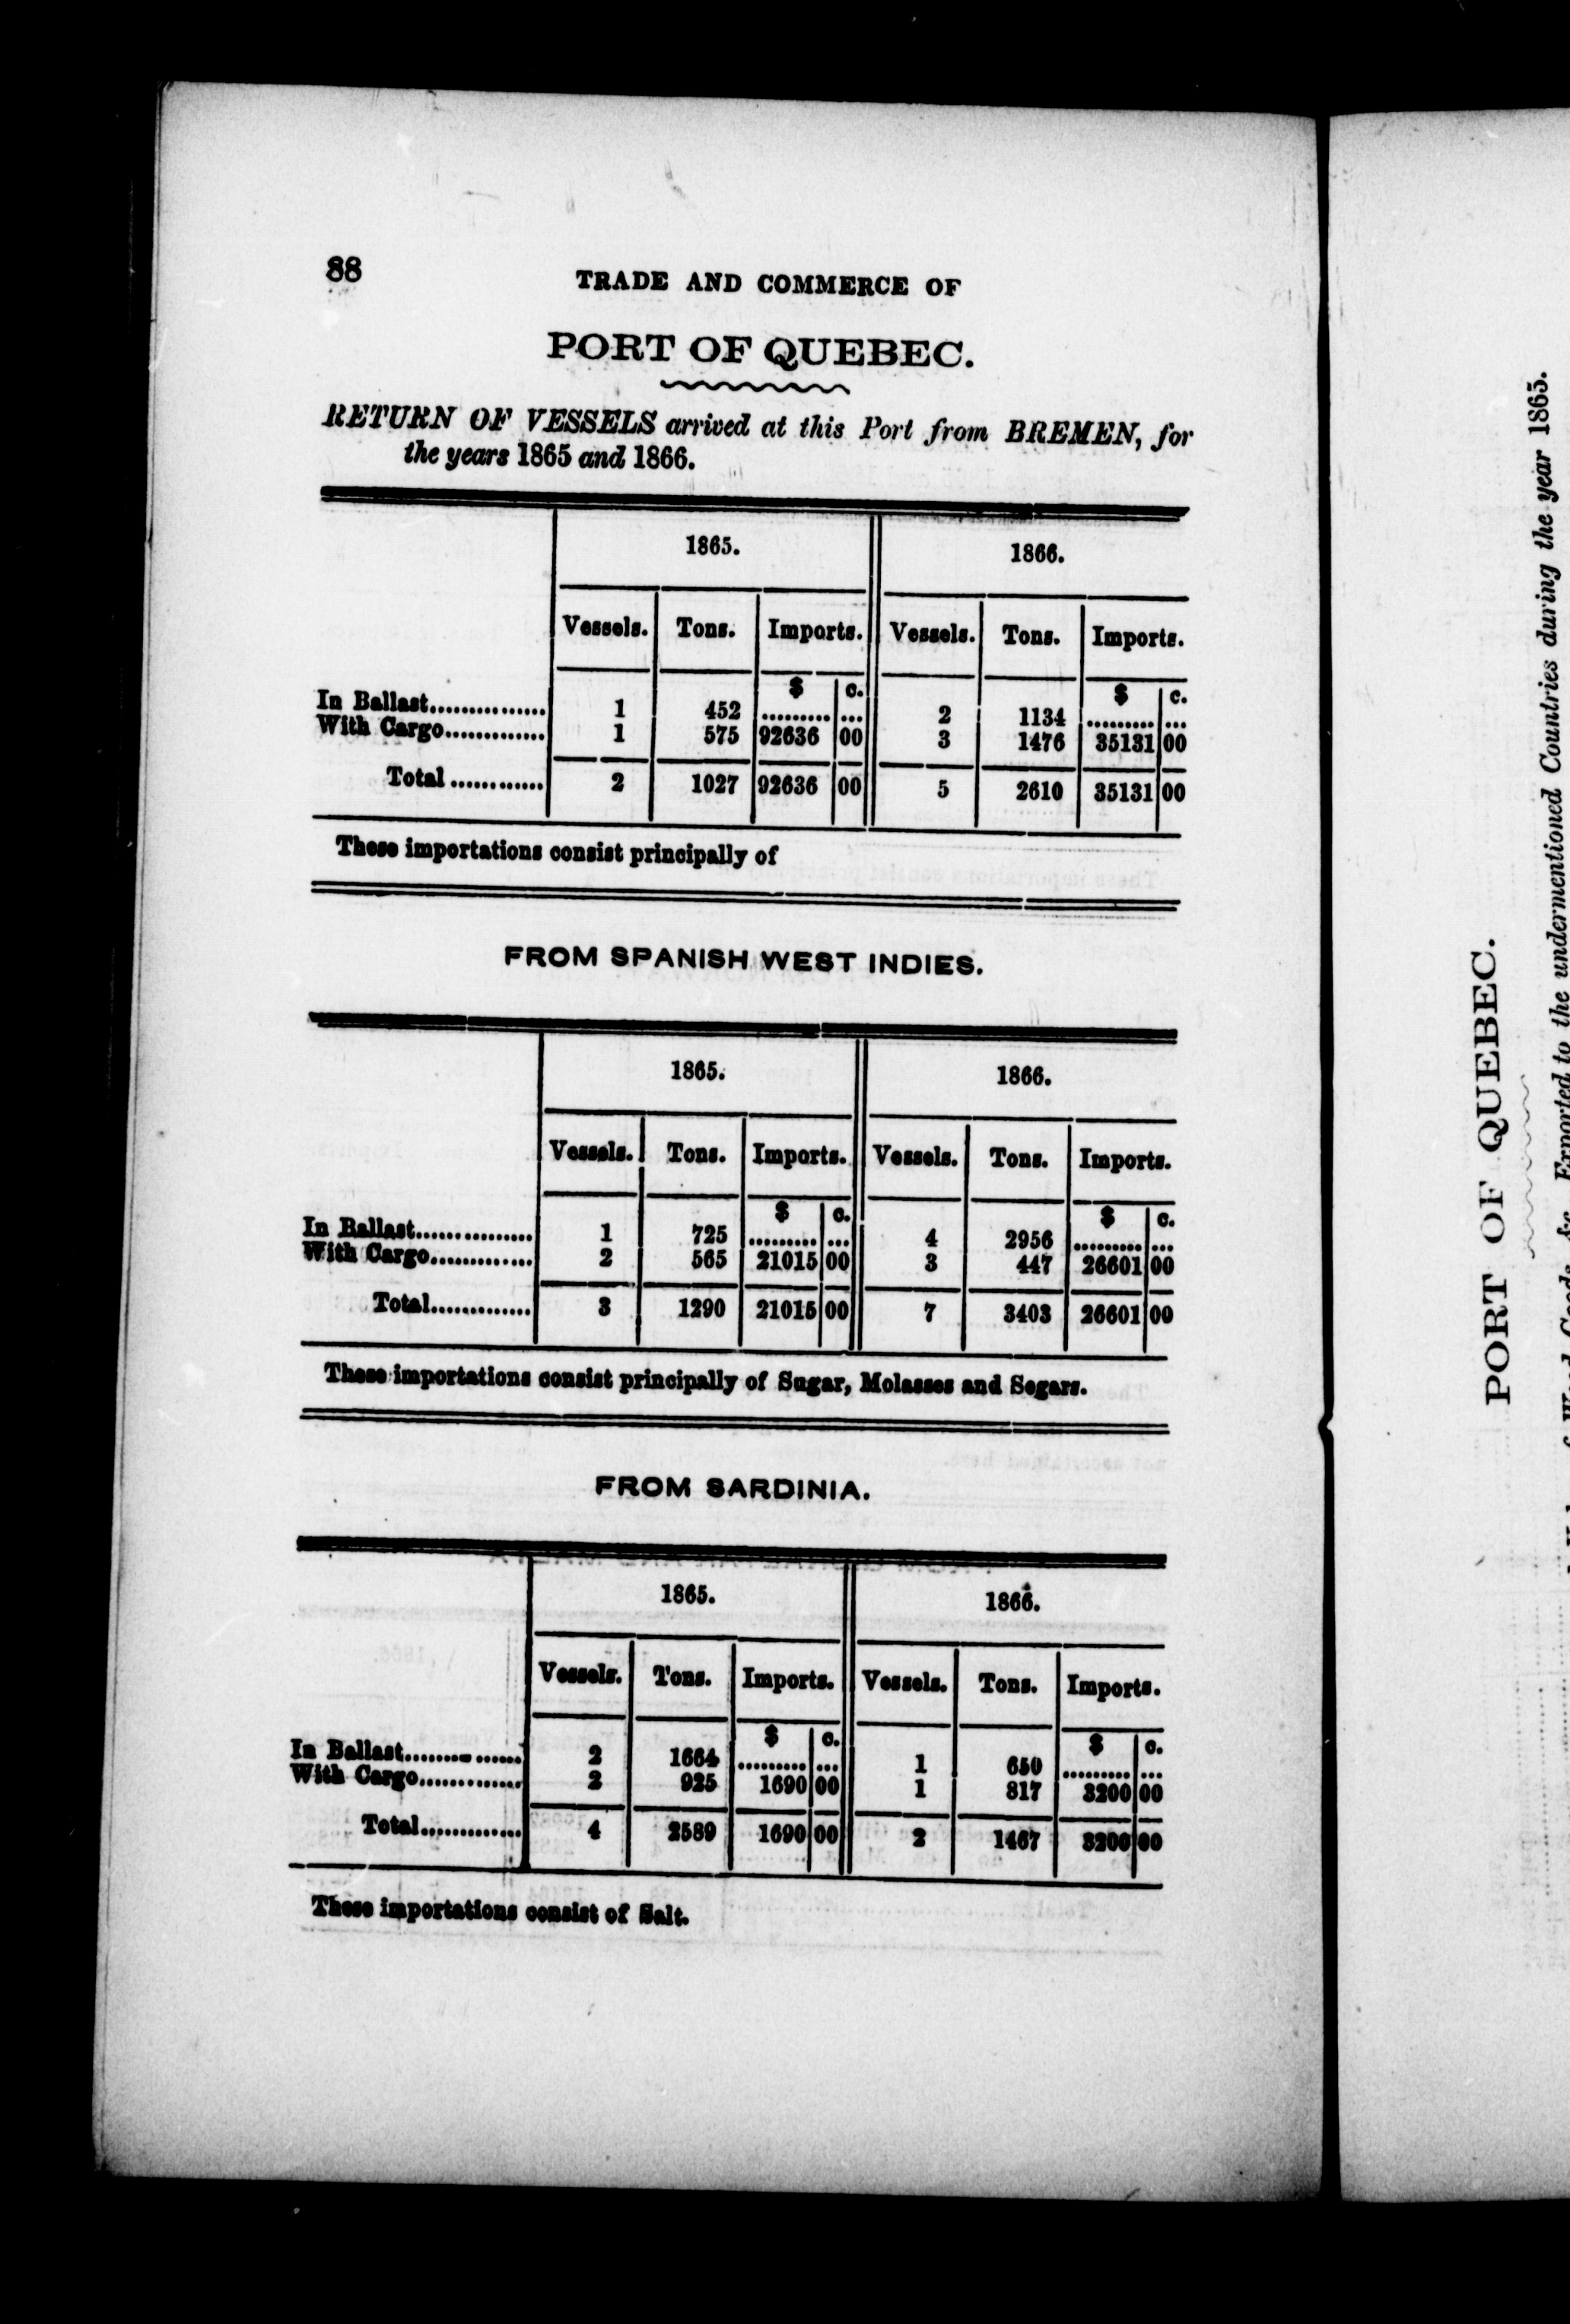 88
TRADE AND COMMERCE OF
PORT OF QUEBEC.
RETURN OF VESSELS arrived at this Port from BREMEN, for
the years 1865 and 1866.
1865. 1866.
Vessels. Tons. Imports. Vessels. Tons. Imports.
$ c. $ c.
In Ballast................ 1 452 .......... ... 2 1134 .......... ...
With Cargo.............. 1 575 92636 00 3 1476 35131 00
Total ............ 2 1027 92636 00 5 2610 35131 00
These importations consist principally of
FROM SPANISH WEST INDIES.
1865. 1866.
Vessels. Tons. Imports. Vessels. Tons. Imports.
$ c. $ c.
In Ballast................ 1 725 .......... ... 4 2956 .......... ...
With Cargo.............. 2 565 21015 00 3 447 26601 00
Total............. 3 1290 21015 00 7 3403 26601 00
These importations consist principally of Sugar, Molasses and Segars.
FROM SARDINIA.
1865. 1866.
Vessels. Tons. Imports. Vessels. Tons. Imports.
$ c. $ c.
In Ballast................ 2 1664 .......... ... 1 650 .......... ...
With Cargo.............. 2 925 1690 00 1 817 3200 00
Total............. 4 2589 1690 00 2 1467 3200 00
These importations consist of Salt.
PORT OF QUEBEC.
Exported to the undermentioned Countries during the year 1865.